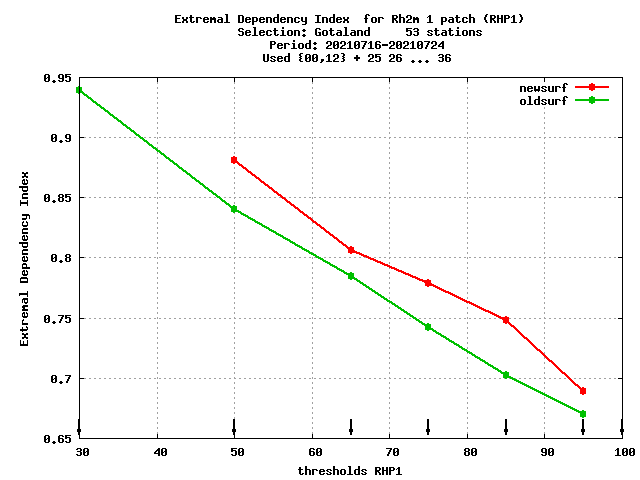 Extremal Dependency Index  for Rh2m 1 patch (RHP1)
Selection: Gotaland     53 stations
Period: 20210716-20210724
Used {00,12} + 25 26 ... 36
newsurf
oldsurf
0.95
0.9
0.85
0.8
0.75
0.7
0.65
Extremal Dependency Index
30 40 50 60 70 80 90 100
thresholds RHP1